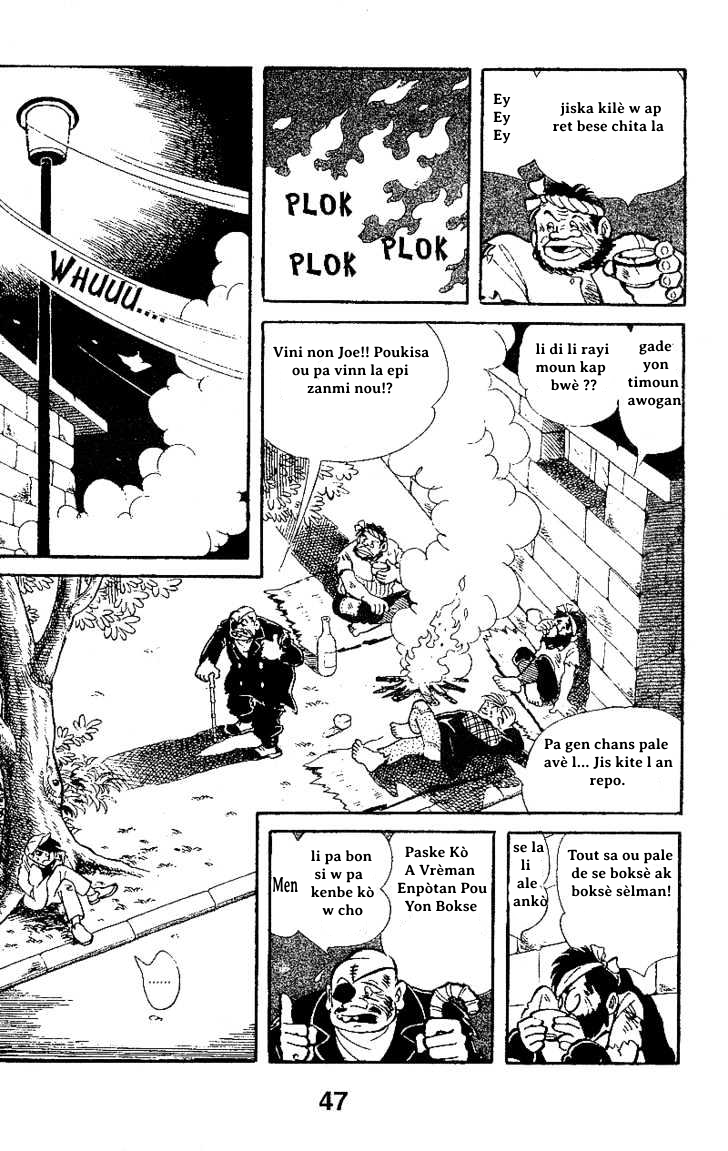 WHUUU....
PLOK
PLOK
PLOK
Ey
Ey
Ey
jiska kilè w ap
ret bese chita la
Vini non Joe!! Poukisa
ou pa vinn la epi
zanmi nou!?
li di li rayi
moun kap
bwè ??
gade
yon
timoun
awogan
Pa gen chans pale
avè l... Jis kite l an
repo.
......
Men
li pa bon
si w pa
kenbe kò
w cho
Paske Kò
A Vrèman
Enpòtan Pou
Yon Bokse
se la
li
ale
ankò
Tout sa ou pale
de se boksè ak
boksè sèlman!
47